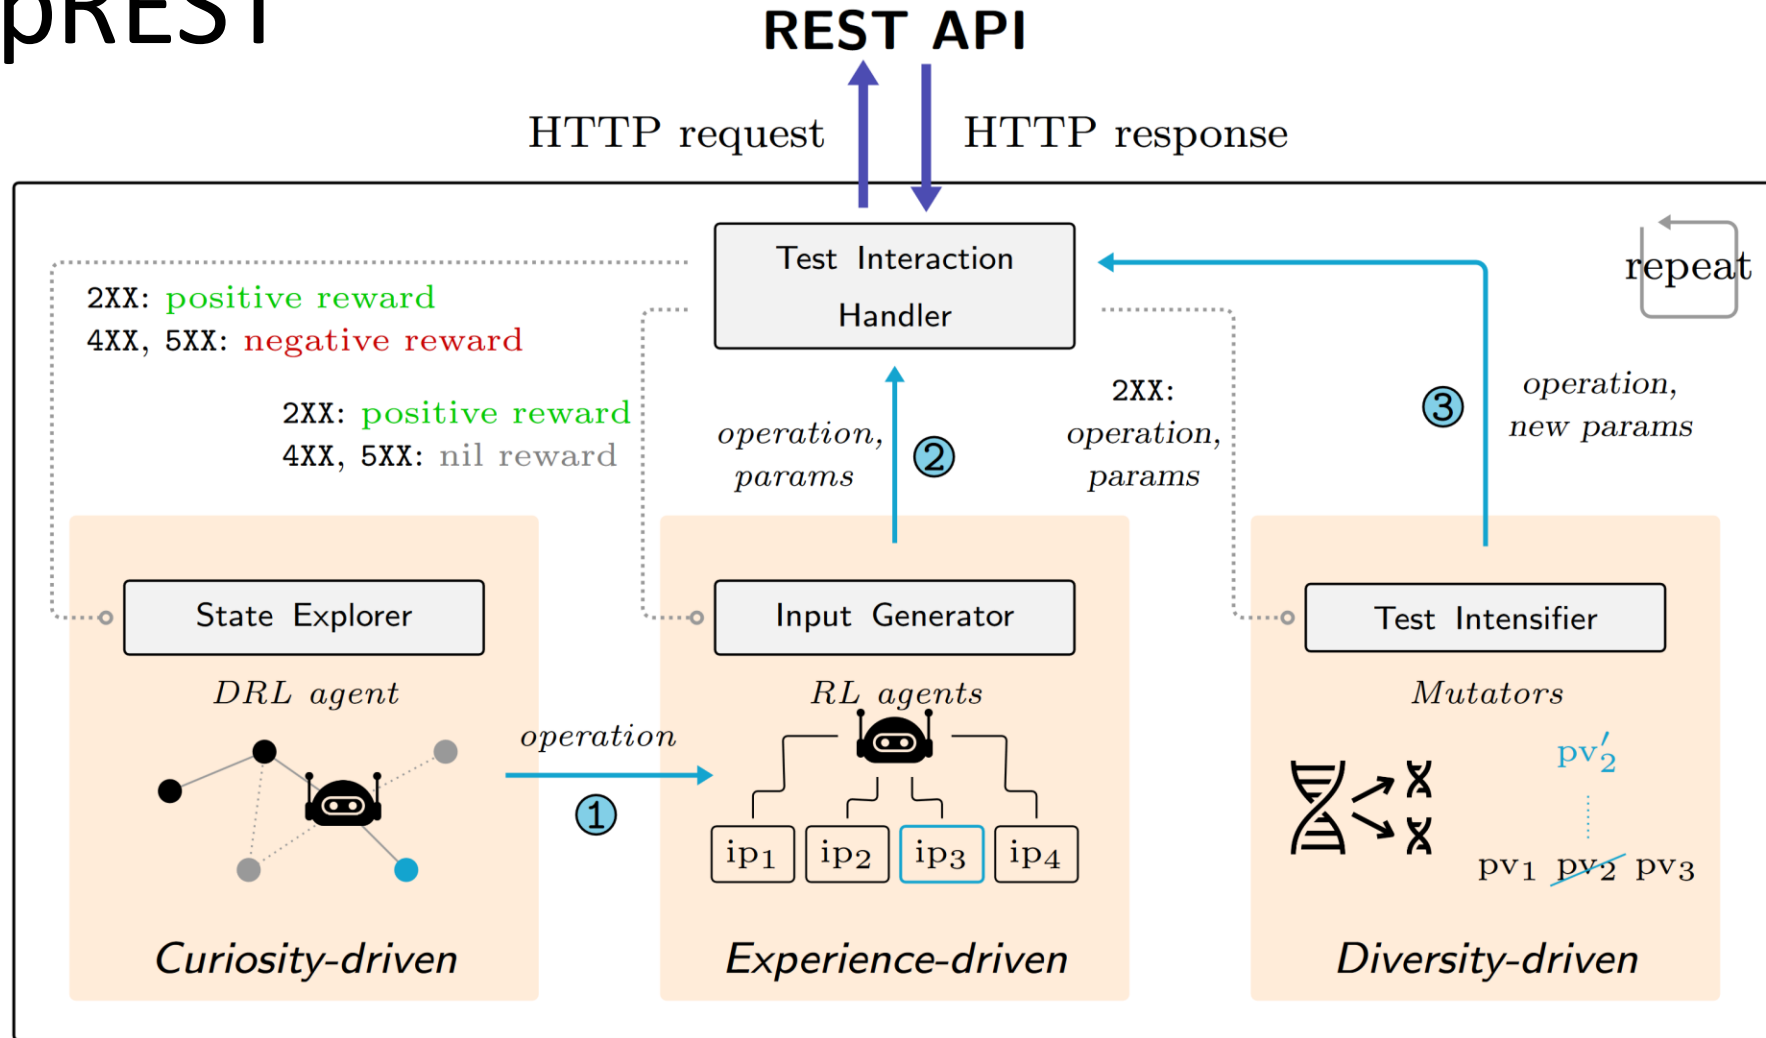 pREST
REST API
HTTP request
HTTP response
Test Interaction
Handler
repeat
2XX: positive reward
4XX, 5XX: negative reward
2XX: positive reward
4XX, 5XX: nil reward
operation,
params
2
2XX:
operation,
params
3
operation,
new params
State Explorer
Input Generator
Test Intensifier
DRL agent
RL agents
Mutators
operation
1
ip₁ ip₂ ip₃ ip₄
pv′₂
pv₁ pv₂ pv₃
Curiosity-driven
Experience-driven
Diversity-driven